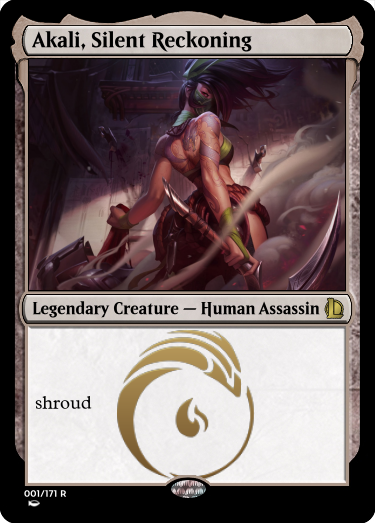 Akali, Silent Reckoning
Legendary Creature — Human Assassin
shroud
001/171 R